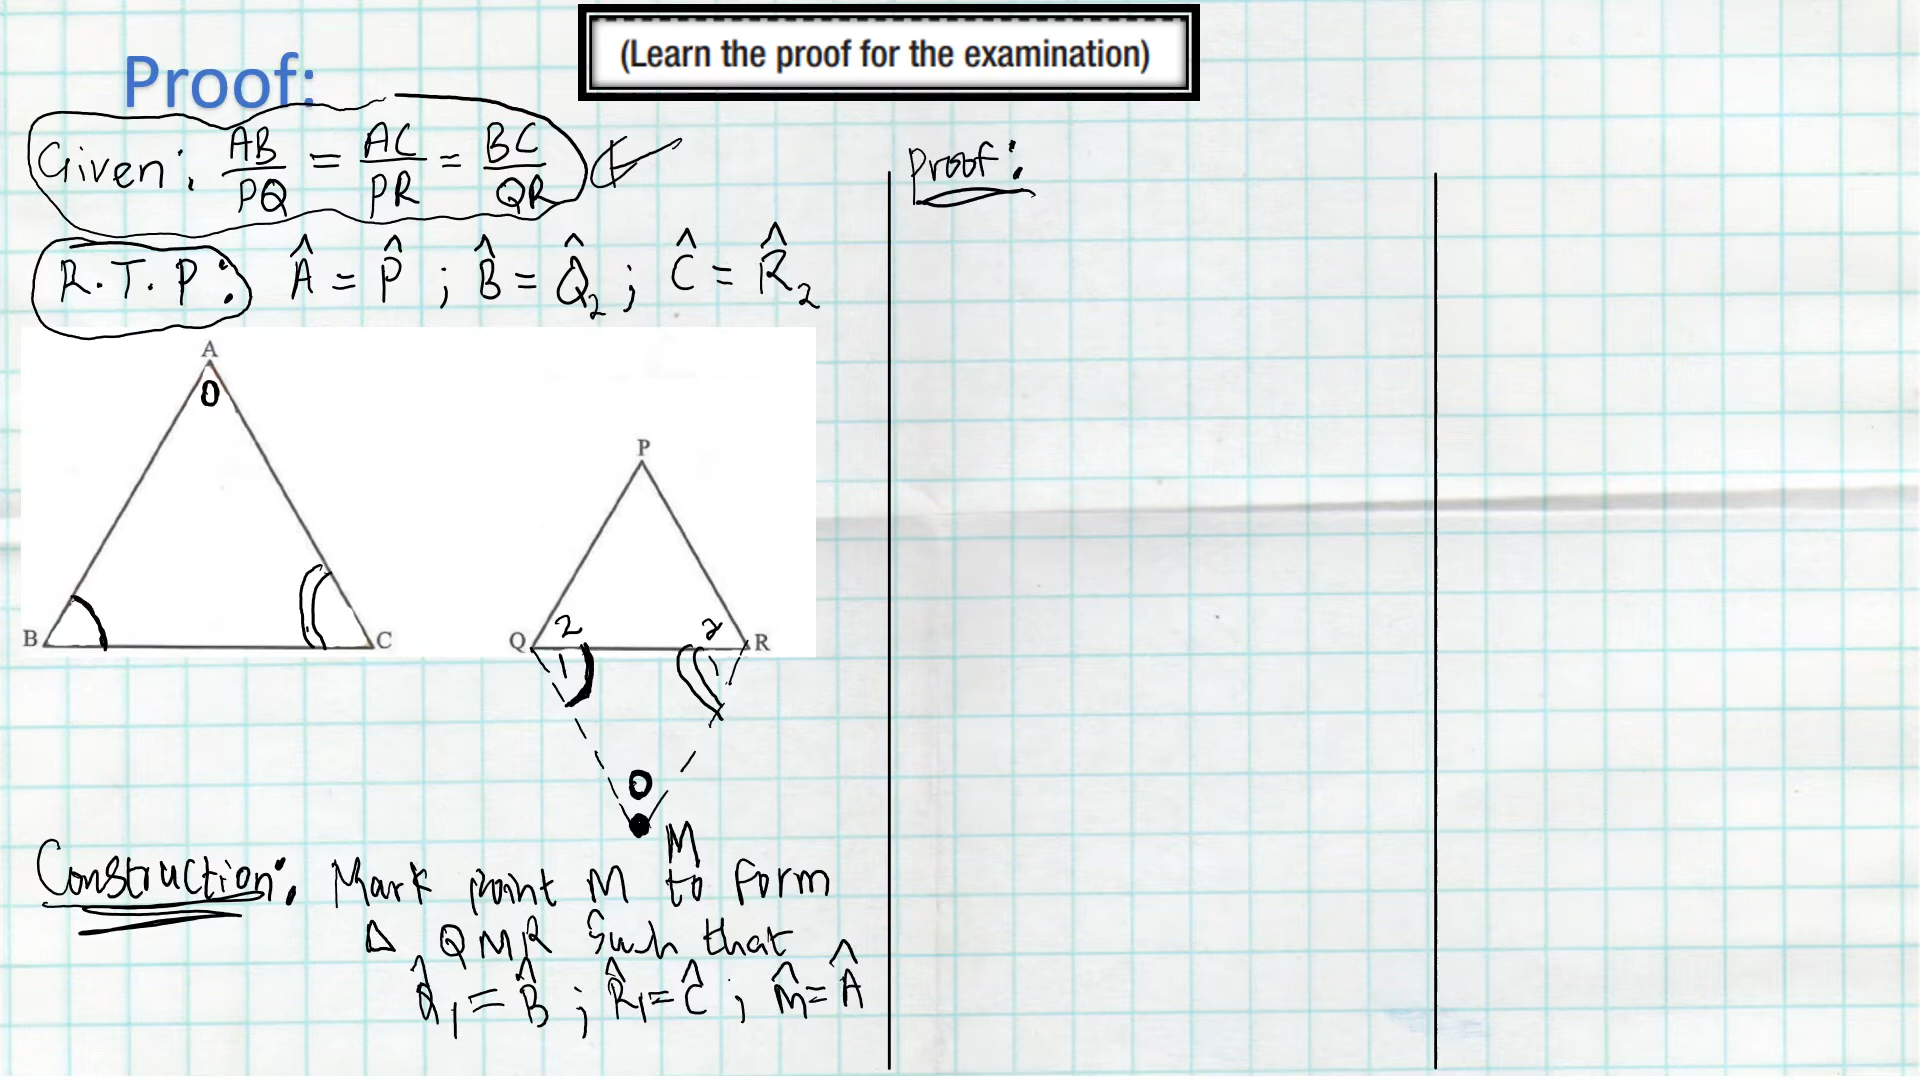 (Learn the proof for the examination)
Proof:
Given: AB/PQ = AC/PR = BC/QR
R.T.P: Â = P̂ ; B̂ = Q̂₂ ; Ĉ = R̂₂
A
P
B
C
Q
2
2
R
1
1
M
Construction: Mark point M to form
Δ QMR Such that
Q̂₁ = B̂ ; R̂₁ = Ĉ ; M̂ = Â
Proof: